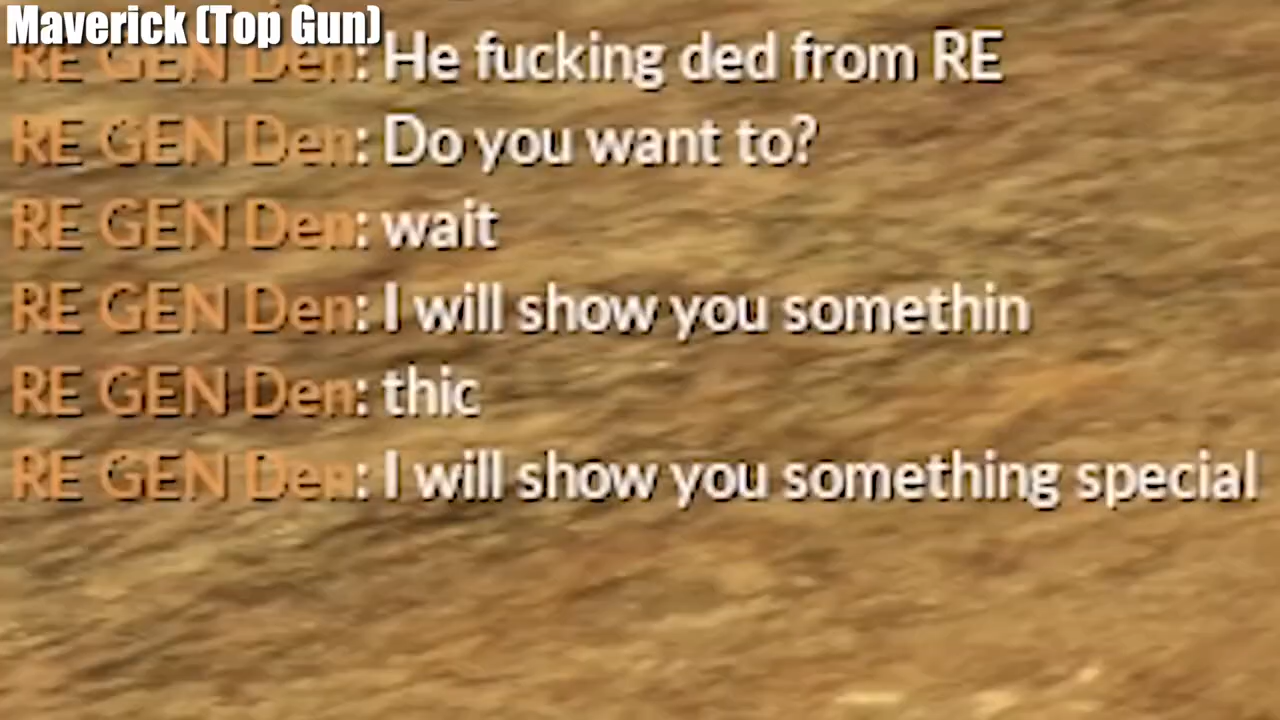 Maverick (Top Gun)
RE GEN Den: He fucking ded from RE
RE GEN Den: Do you want to?
RE GEN Den: wait
RE GEN Den: I will show you somethin
RE GEN Den: thic
RE GEN Den: I will show you something special